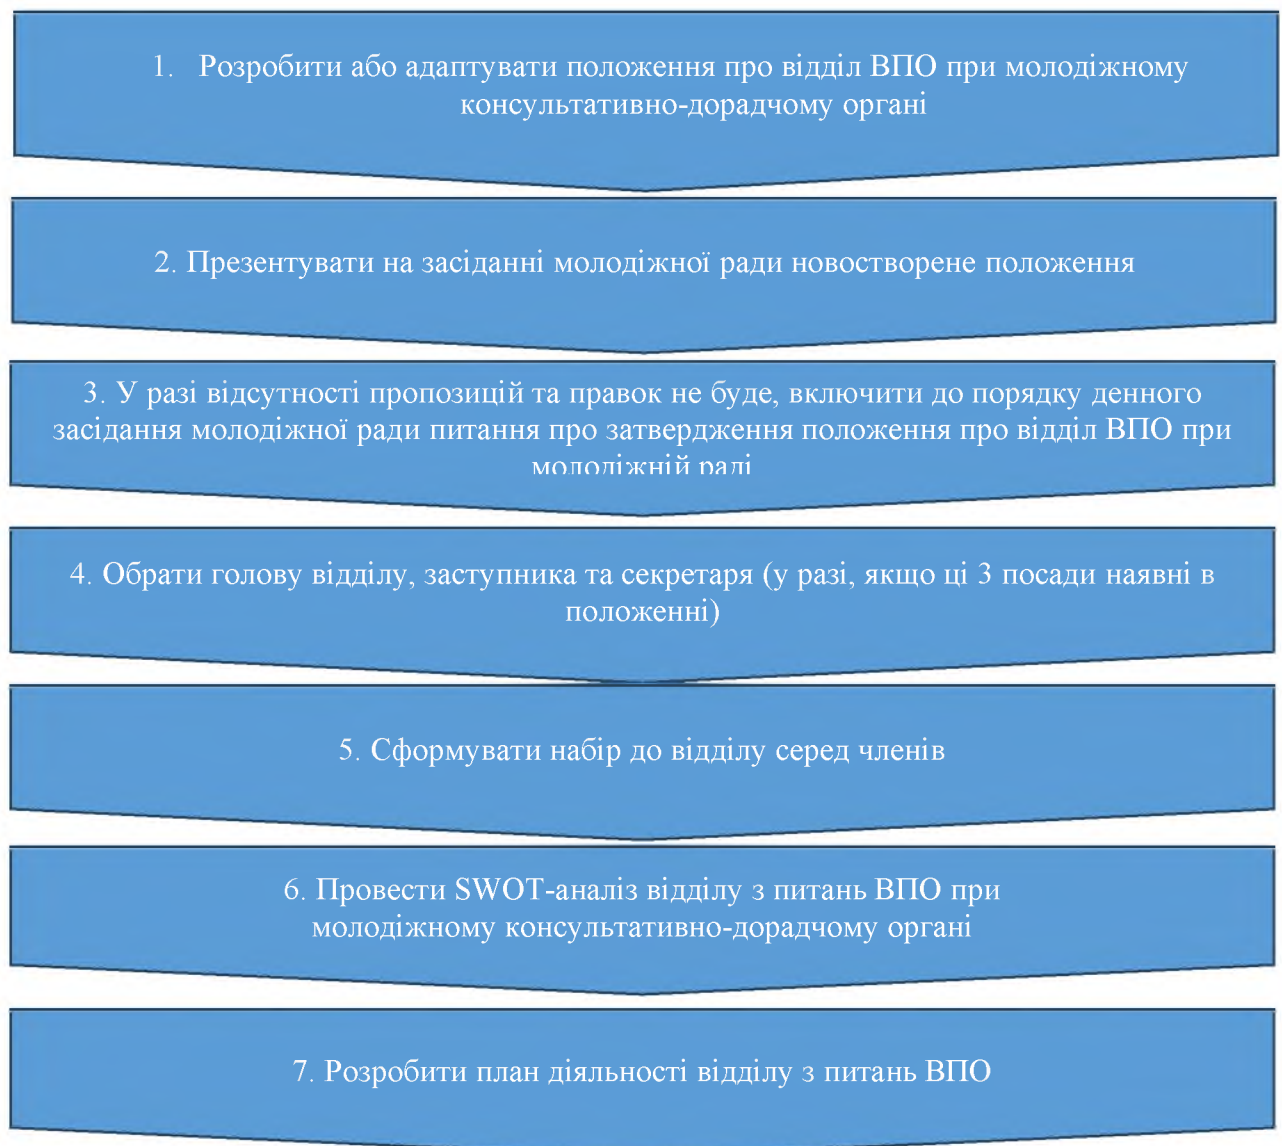 1. Розробити або адаптувати положення про відділ ВПО при молодіжному
консультативно-дорадчому органі
2. Презентувати на засіданні молодіжної ради новостворене положення
3. У разі відсутності пропозицій та правок не буде, включити до порядку денного
засідання молодіжної ради питання про затвердження положення про відділ ВПО при
молодіжній раді
4. Обрати голову відділу, заступника та секретаря (у разі, якщо ці 3 посади наявні в
положенні)
5. Сформувати набір до відділу серед членів
6. Провести SWOT-аналіз відділу з питань ВПО при
молодіжному консультативно-дорадчому органі
7. Розробити план діяльності відділу з питань ВПО